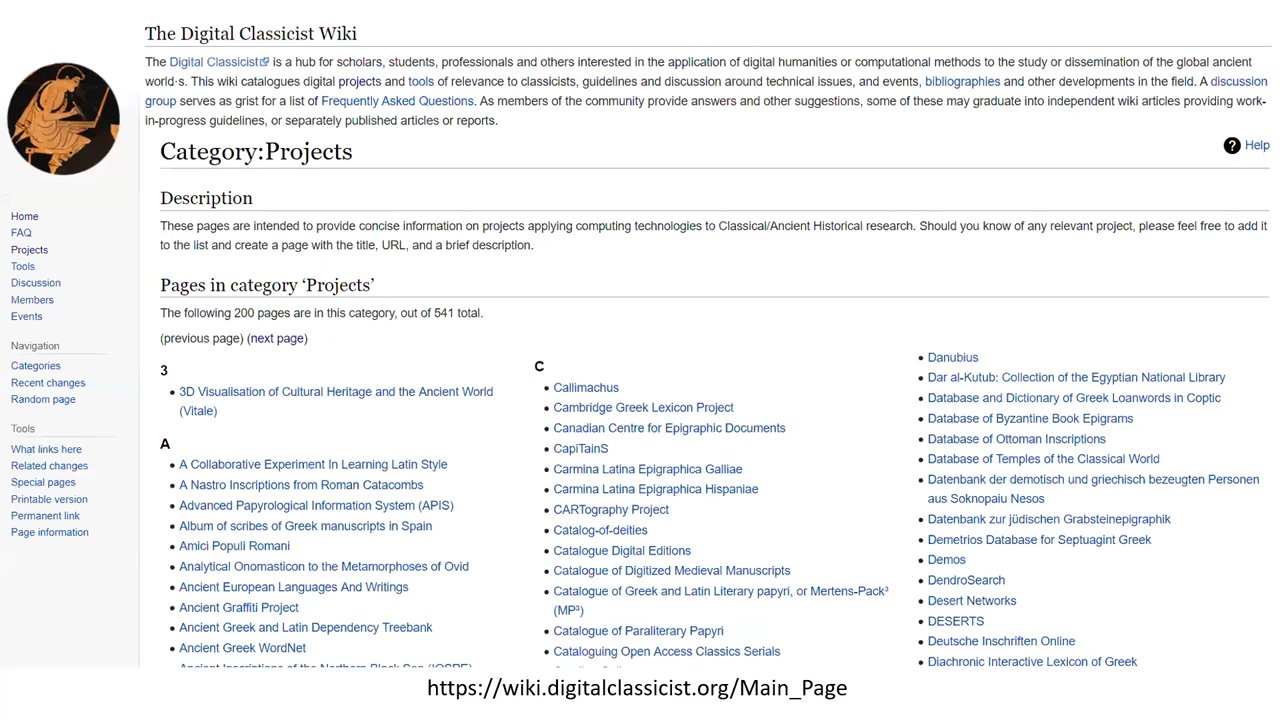 The Digital Classicist Wiki
The Digital Classicist is a hub for scholars, students, professionals and others interested in the application of digital humanities or computational methods to the study or dissemination of the global ancient
world·s. This wiki catalogues digital projects and tools of relevance to classicists, guidelines and discussion around technical issues, and events, bibliographies and other developments in the field. A discussion
group serves as grist for a list of Frequently Asked Questions. As members of the community provide answers and other suggestions, some of these may graduate into independent wiki articles providing work-
in-progress guidelines, or separately published articles or reports.
Category:Projects
? Help
Description
These pages are intended to provide concise information on projects applying computing technologies to Classical/Ancient Historical research. Should you know of any relevant project, please feel free to add it
to the list and create a page with the title, URL, and a brief description.
Pages in category ‘Projects’
The following 200 pages are in this category, out of 541 total.
(previous page) (next page)
Home
FAQ
Projects
Tools
Discussion
Members
Events
Navigation
Categories
Recent changes
Random page
Tools
What links here
Related changes
Special pages
Printable version
Permanent link
Page information
3
3D Visualisation of Cultural Heritage and the Ancient World
(Vitale)
A
A Collaborative Experiment In Learning Latin Style
A Nastro Inscriptions from Roman Catacombs
Advanced Papyrological Information System (APIS)
Album of scribes of Greek manuscripts in Spain
Amici Populi Romani
Analytical Onomasticon to the Metamorphoses of Ovid
Ancient European Languages And Writings
Ancient Graffiti Project
Ancient Greek and Latin Dependency Treebank
Ancient Greek WordNet
Ancient Inscriptions of the Northern Black Sea (IOSPE)
C
Callimachus
Cambridge Greek Lexicon Project
Canadian Centre for Epigraphic Documents
CapiTainS
Carmina Latina Epigraphica Galliae
Carmina Latina Epigraphica Hispaniae
CARTography Project
Catalog-of-deities
Catalogue Digital Editions
Catalogue of Digitized Medieval Manuscripts
Catalogue of Greek and Latin Literary papyri, or Mertens-Pack³
(MP³)
Catalogue of Paraliterary Papyri
Cataloguing Open Access Classics Serials
Danubius
Dar al-Kutub: Collection of the Egyptian National Library
Database and Dictionary of Greek Loanwords in Coptic
Database of Byzantine Book Epigrams
Database of Ottoman Inscriptions
Database of Temples of the Classical World
Datenbank der demotisch und griechisch bezeugten Personen
aus Soknopaiu Nesos
Datenbank zur jüdischen Grabsteinepigraphik
Demetrios Database for Septuagint Greek
Demos
DendroSearch
Desert Networks
DESERTS
Deutsche Inschriften Online
Diachronic Interactive Lexicon of Greek
https://wiki.digitalclassicist.org/Main_Page